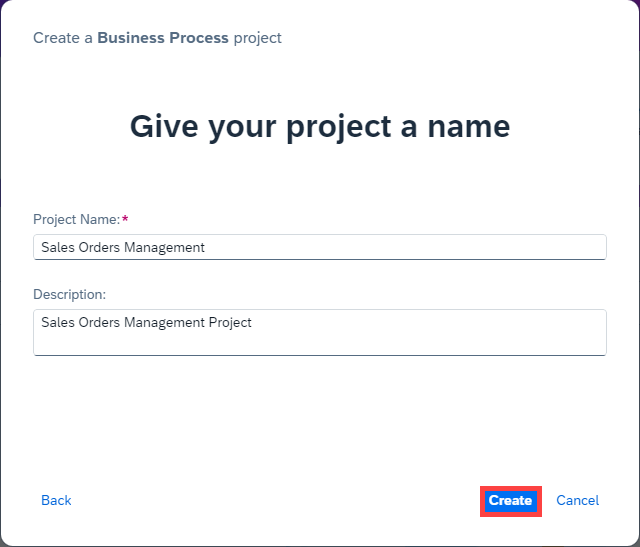 Create a Business Process project
Give your project a name
Project Name:*
Sales Orders Management
Description:
Sales Orders Management Project
Back
Create
Cancel